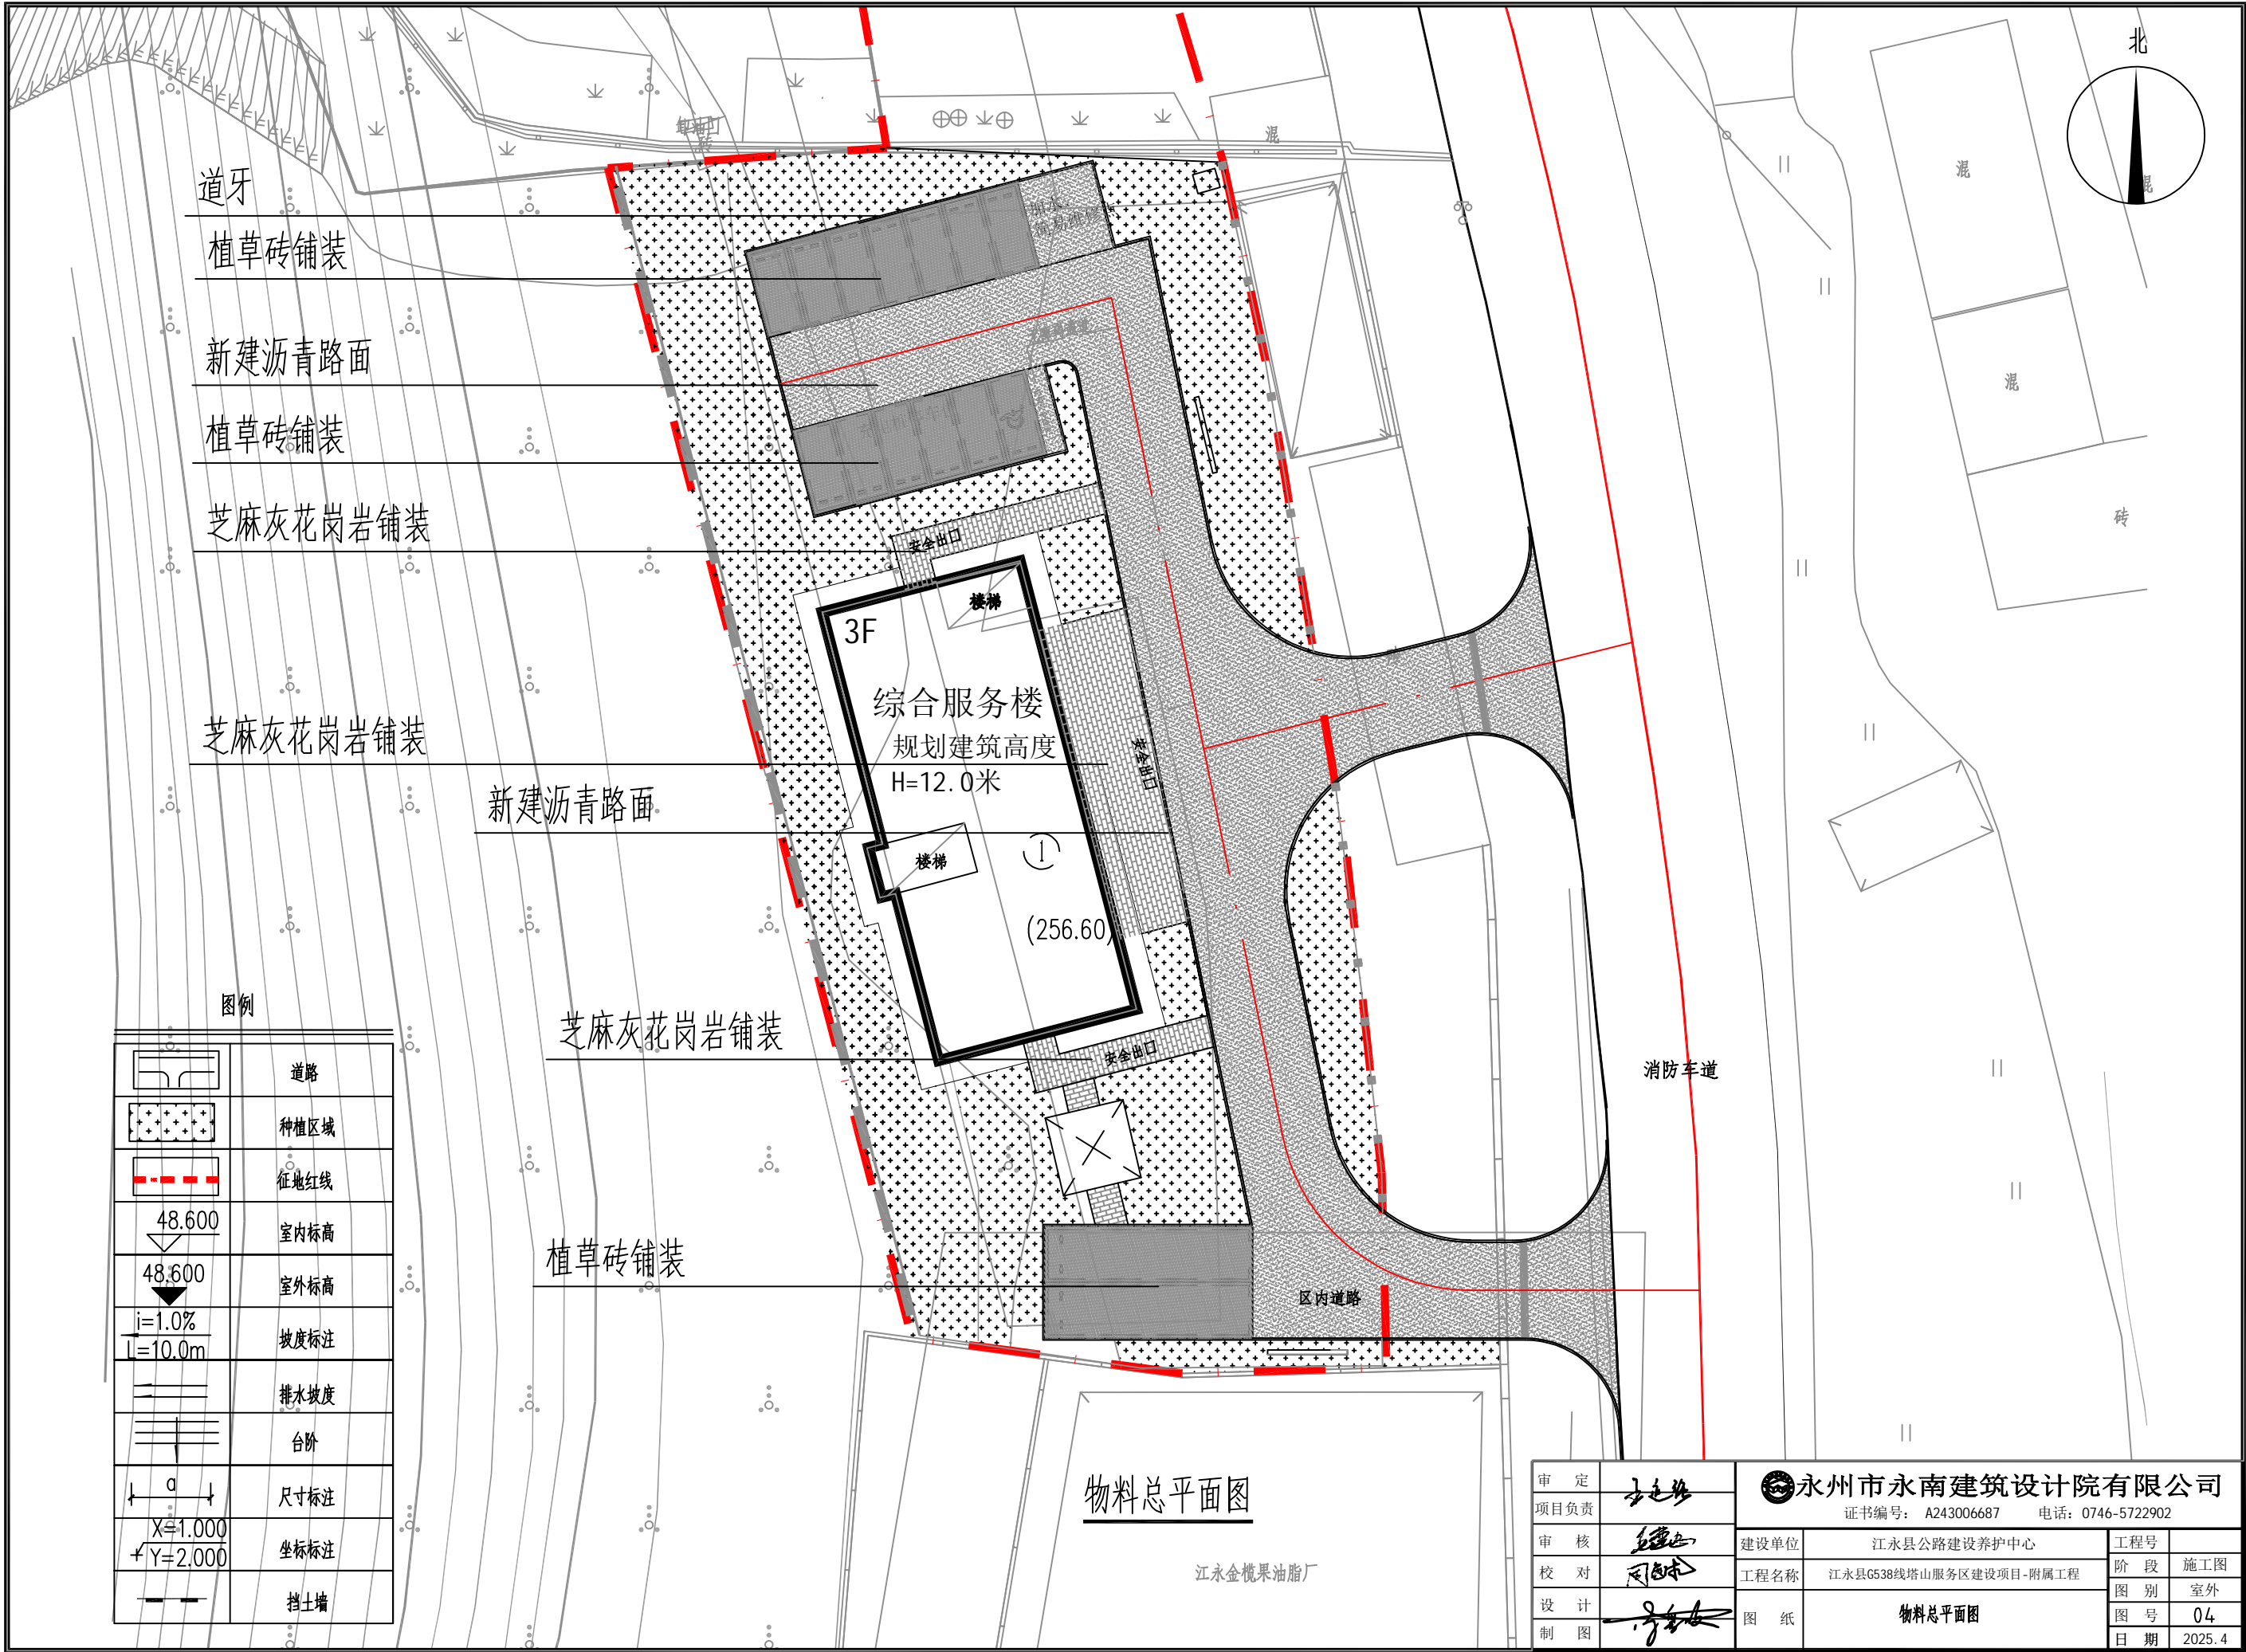 北
混
混
混
混
砖
砖
道牙
植草砖铺装
新建沥青路面
植草砖铺装
芝麻灰花岗岩铺装
安全出口
楼梯
3F
综合服务楼
规划建筑高度
H=12.0米
芝麻灰花岗岩铺装
安全出口
新建沥青路面
楼梯
1
(256.60)
芝麻灰花岗岩铺装
安全出口
消防车道
植草砖铺装
区内道路
图例
道路
种植区域
征地红线
48.600
室内标高
48.600
室外标高
i=1.0%
L=10.0m
坡度标注
排水坡度
台阶
a
尺寸标注
X=1.000
Y=2.000
坐标标注
挡土墙
物料总平面图
江永金榄果油脂厂
审 定
项目负责
审 核
校 对
设 计
制 图
永州市永南建筑设计院有限公司
证书编号： A243006687 电话：0746-5722902
建设单位 江永县公路建设养护中心
工程名称 江永县G538线塔山服务区建设项目-附属工程
图 纸 物料总平面图
工程号
阶 段 施工图
图 别 室外
图 号 04
日 期 2025.4